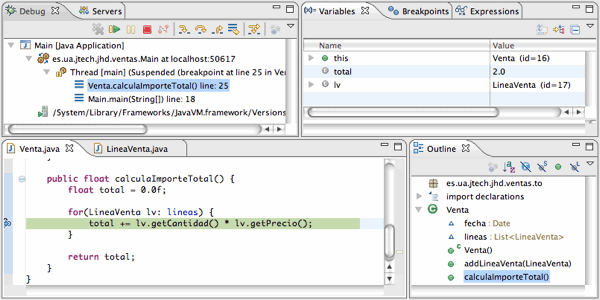 Debug Servers
Main [Java Application]
es.ua.jtech.jhd.ventas.Main at localhost:50617
Thread [main] (Suspended (breakpoint at line 25 in Ven
Venta.calculaImporteTotal() line: 25
Main.main(String[]) line: 18
/System/Library/Frameworks/JavaVM.framework/Versions
Variables Breakpoints Expressions
Name Value
this Venta (id=16)
total 2.0
lv LineaVenta (id=17)
Venta.java LineaVenta.java
}
public float calculaImporteTotal() {
float total = 0.0f;
for(LineaVenta lv: lineas) {
total += lv.getCantidad() * lv.getPrecio();
}
return total;
}
}
Outline
es.ua.jtech.jhd.ventas.to
import declarations
Venta
fecha : Date
lineas : List<LineaVenta>
Venta()
addLineaVenta(LineaVenta)
calculaImporteTotal()